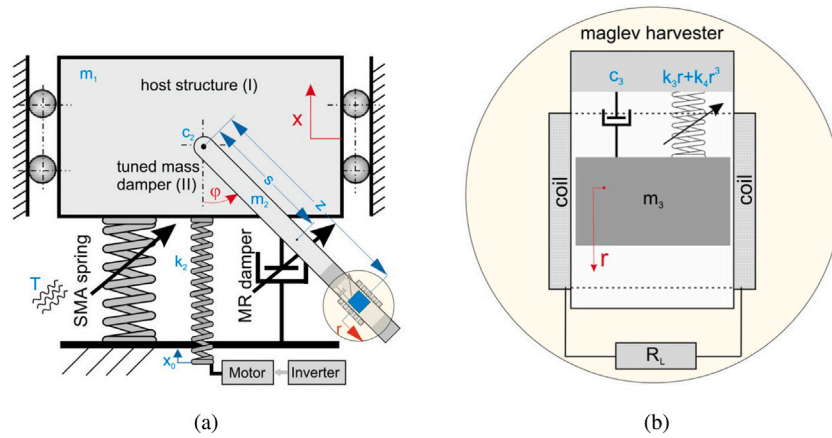 m₁
host structure (I)
x
c₂
tuned mass
damper (II)
φ
s
z
m₂
T
SMA spring
k₂
MR damper
r
x₀
Motor
Inverter
(a)
maglev harvester
c₃
k₃r+k₄r³
coil
m₃
coil
r
R_L
(b)